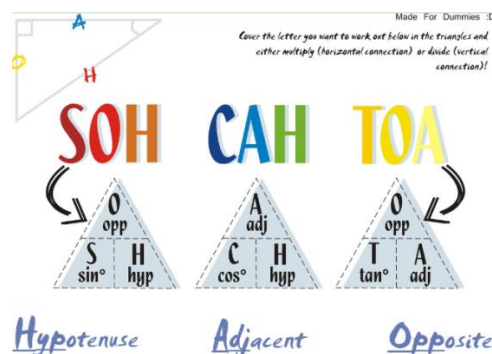 Made For Dummies :D
A
Cover the letter you want to work out below in the triangles and
either multiply (horizontal connection) or divide (vertical
connection)!
O
H
SOH CAH TOA
O A O
opp adj opp
S H C H T A
sin° hyp cos° hyp tan° adj
Hypotenuse Adjacent Opposite